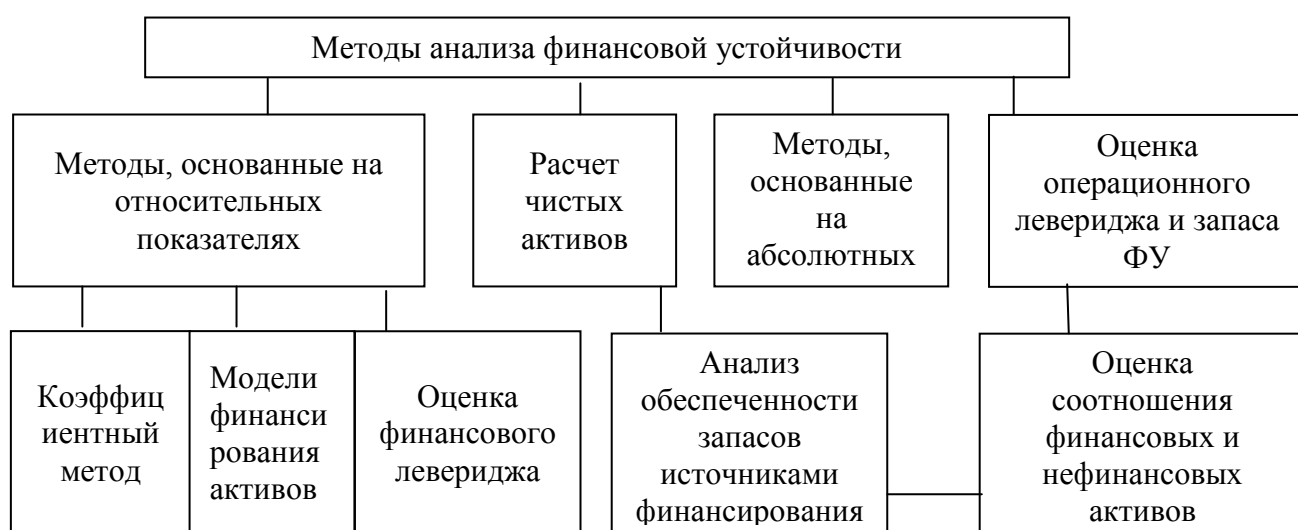 Методы анализа финансовой устойчивости
Методы, основанные на
относительных
показателях
Расчет
чистых
активов
Методы,
основанные
на
абсолютных
Оценка
операционного
левериджа и запаса
ФУ
Коэффиц
иентный
метод
Модели
финанси
рования
активов
Оценка
финансового
левериджа
Анализ
обеспеченности
запасов
источниками
финансирования
Оценка
соотношения
финансовых и
нефинансовых
активов